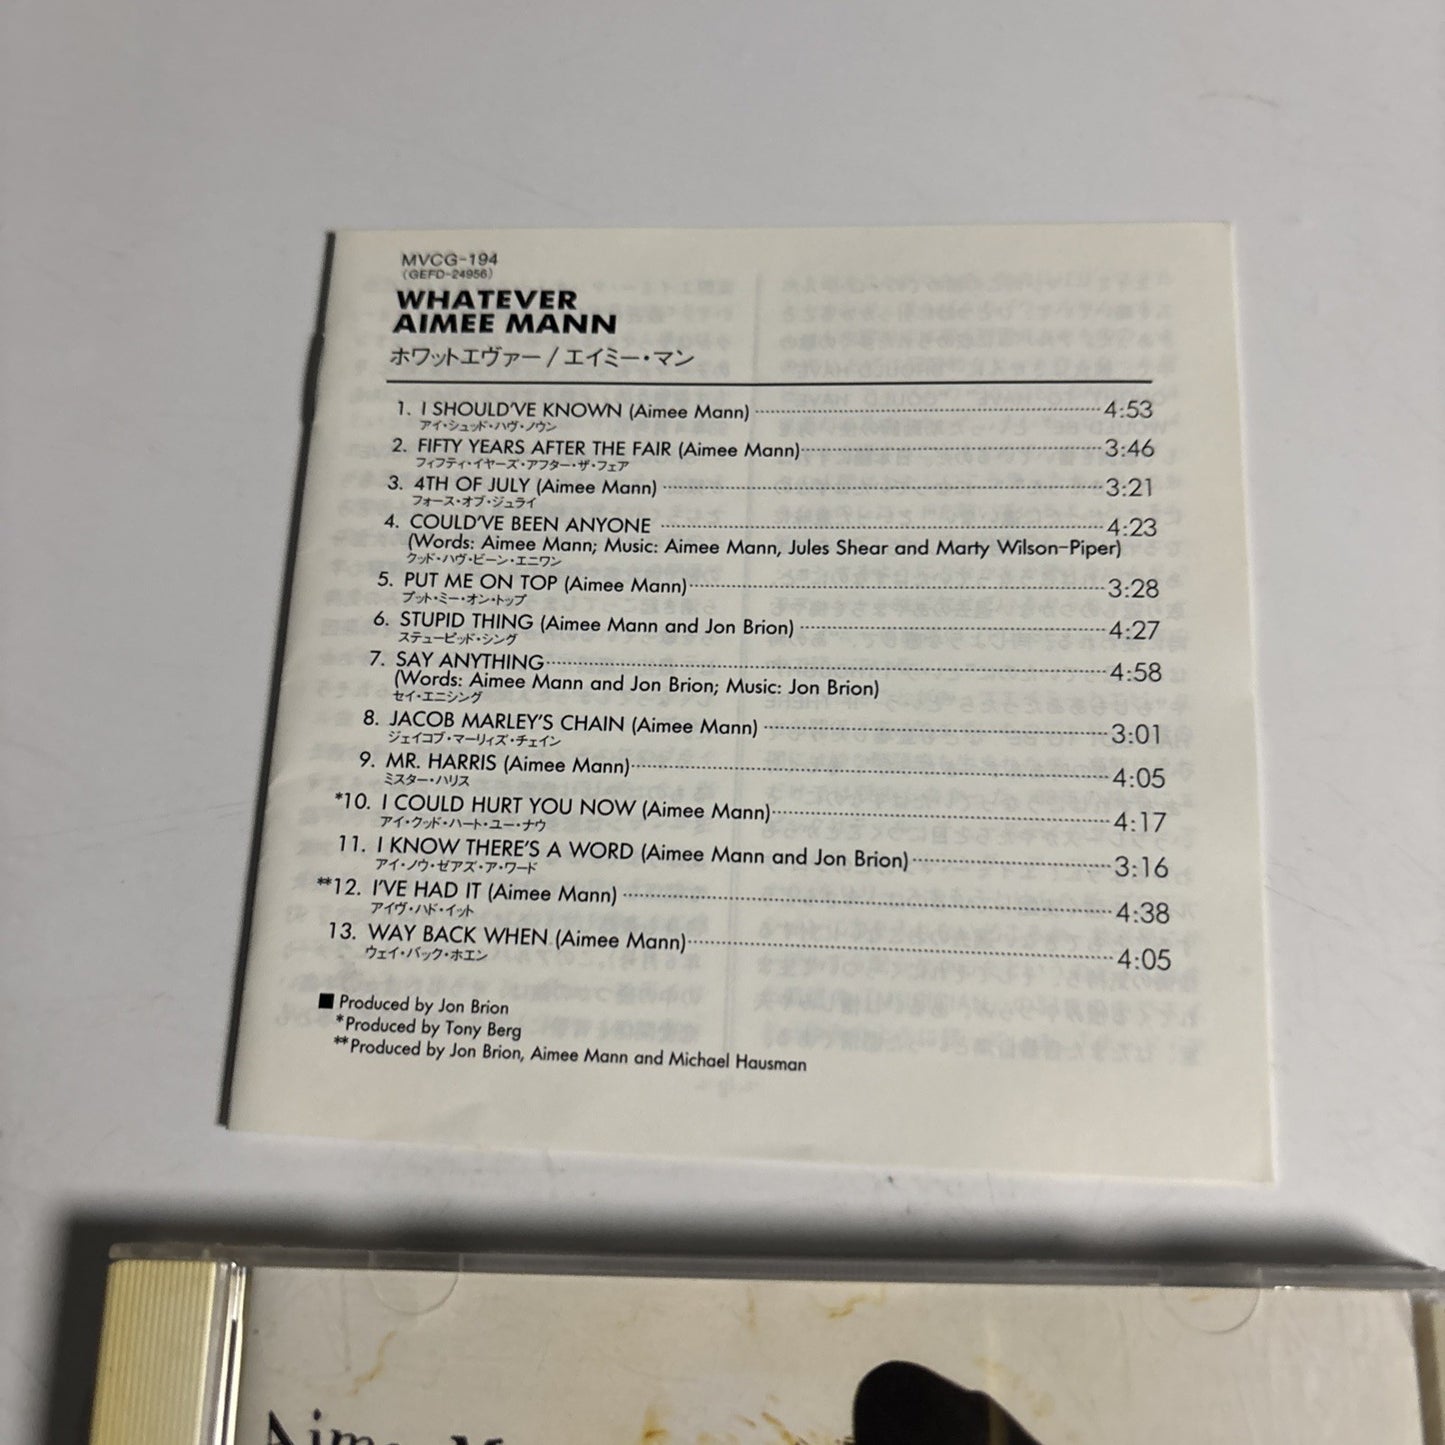 MVCG-194
(GEFD-24956)
WHATEVER
AIMEE MANN
ホワットエヴァー/エイミー・マン
1. I SHOULD'VE KNOWN (Aimee Mann) 4:53
アイ・シュッド・ハヴ・ノウン
2. FIFTY YEARS AFTER THE FAIR (Aimee Mann) 3:46
フィフティ・イヤーズ・アフター・ザ・フェア
3. 4TH OF JULY (Aimee Mann) 3:21
フォース・オブ・ジュライ
4. COULD'VE BEEN ANYONE 4:23
(Words: Aimee Mann; Music: Aimee Mann, Jules Shear and Marty Wilson-Piper)
クッド・ハヴ・ビーン・エニワン
5. PUT ME ON TOP (Aimee Mann) 3:28
プット・ミー・オン・トップ
6. STUPID THING (Aimee Mann and Jon Brion) 4:27
ステューピッド・シング
7. SAY ANYTHING 4:58
(Words: Aimee Mann and Jon Brion; Music: Jon Brion)
セイ・エニシング
8. JACOB MARLEY'S CHAIN (Aimee Mann) 3:01
ジェイコブ・マーリィズ・チェイン
9. MR. HARRIS (Aimee Mann) 4:05
ミスター・ハリス
*10. I COULD HURT YOU NOW (Aimee Mann) 4:17
アイ・クッド・ハート・ユー・ナウ
11. I KNOW THERE'S A WORD (Aimee Mann and Jon Brion) 3:16
アイ・ノウ・ゼアズ・ア・ワード
**12. I'VE HAD IT (Aimee Mann) 4:38
アイヴ・ハド・イット
13. WAY BACK WHEN (Aimee Mann) 4:05
ウェイ・バック・ホエン
■ Produced by Jon Brion
*Produced by Tony Berg
**Produced by Jon Brion, Aimee Mann and Michael Hausman
Aimee